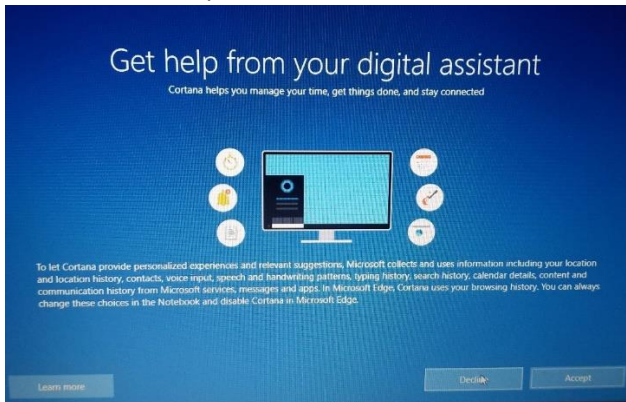 Get help from your digital assistant
Cortana helps you manage your time, get things done, and stay connected
To let Cortana provide personalized experiences and relevant suggestions, Microsoft collects and uses information including your location
and location history, contacts, voice input, speech and handwriting patterns, typing history, search history, calendar details, content and
communication history from Microsoft services, messages and apps. In Microsoft Edge, Cortana uses your browsing history. You can always
change these choices in the Notebook and disable Cortana in Microsoft Edge.
Learn more
Decline
Accept